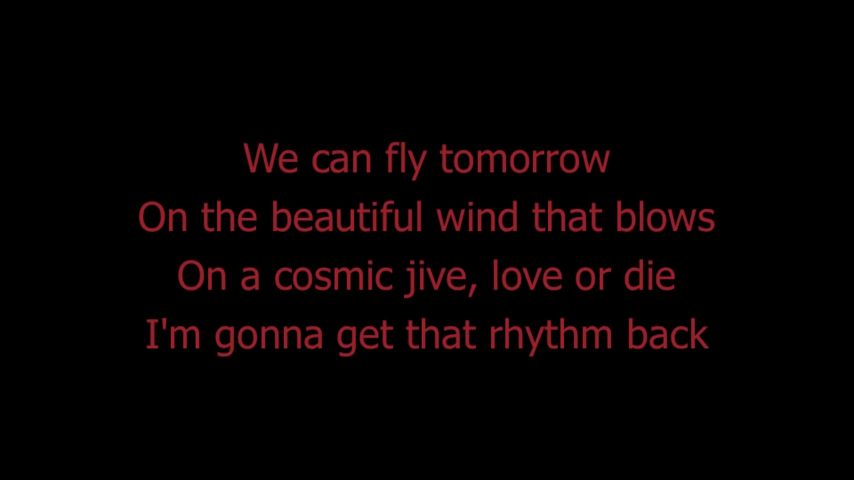 We can fly tomorrow
On the beautiful wind that blows
On a cosmic jive, love or die
I'm gonna get that rhythm back